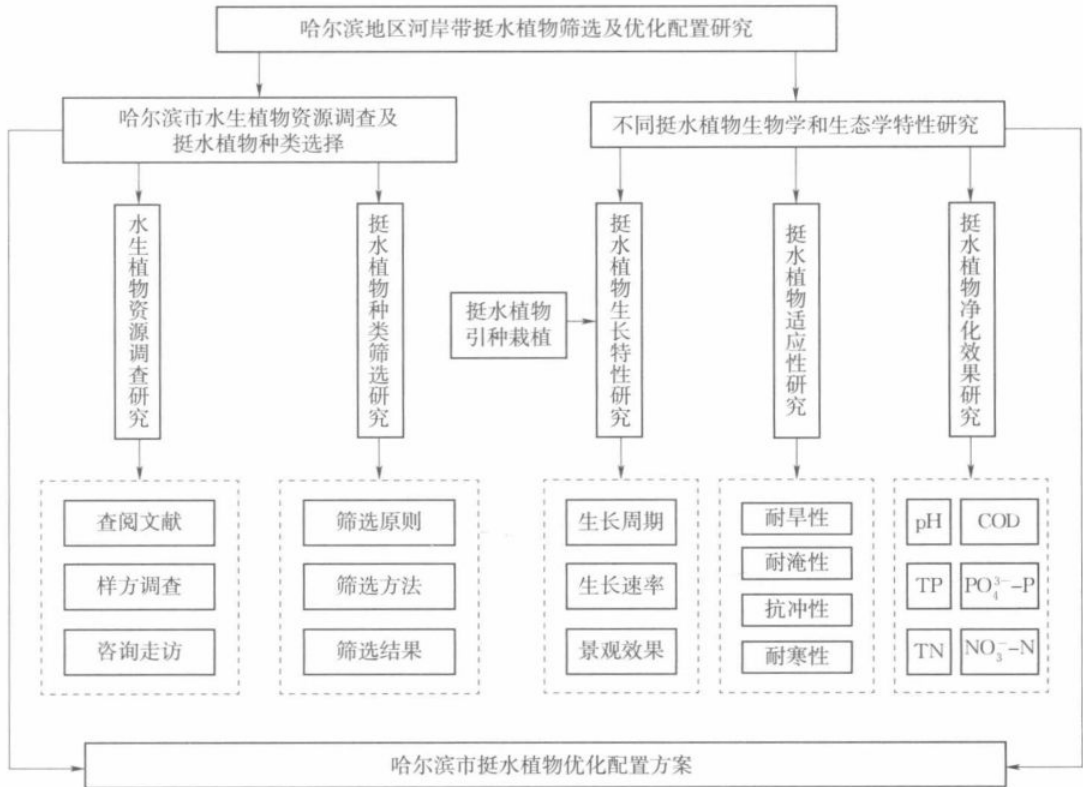 哈尔滨地区河岸带挺水植物筛选及优化配置研究
哈尔滨市水生植物资源调查及
挺水植物种类选择
不同挺水植物生物学和生态学特性研究
水生植物资源调查研究
挺水植物种类筛选研究
挺水植物
引种栽植
挺水植物生长特性研究
挺水植物适应性研究
挺水植物净化效果研究
查阅文献
样方调查
咨询走访
筛选原则
筛选方法
筛选结果
生长周期
生长速率
景观效果
耐旱性
耐淹性
抗冲性
耐寒性
pH
COD
TP
PO₄³⁻-P
TN
NO₃⁻-N
哈尔滨市挺水植物优化配置方案